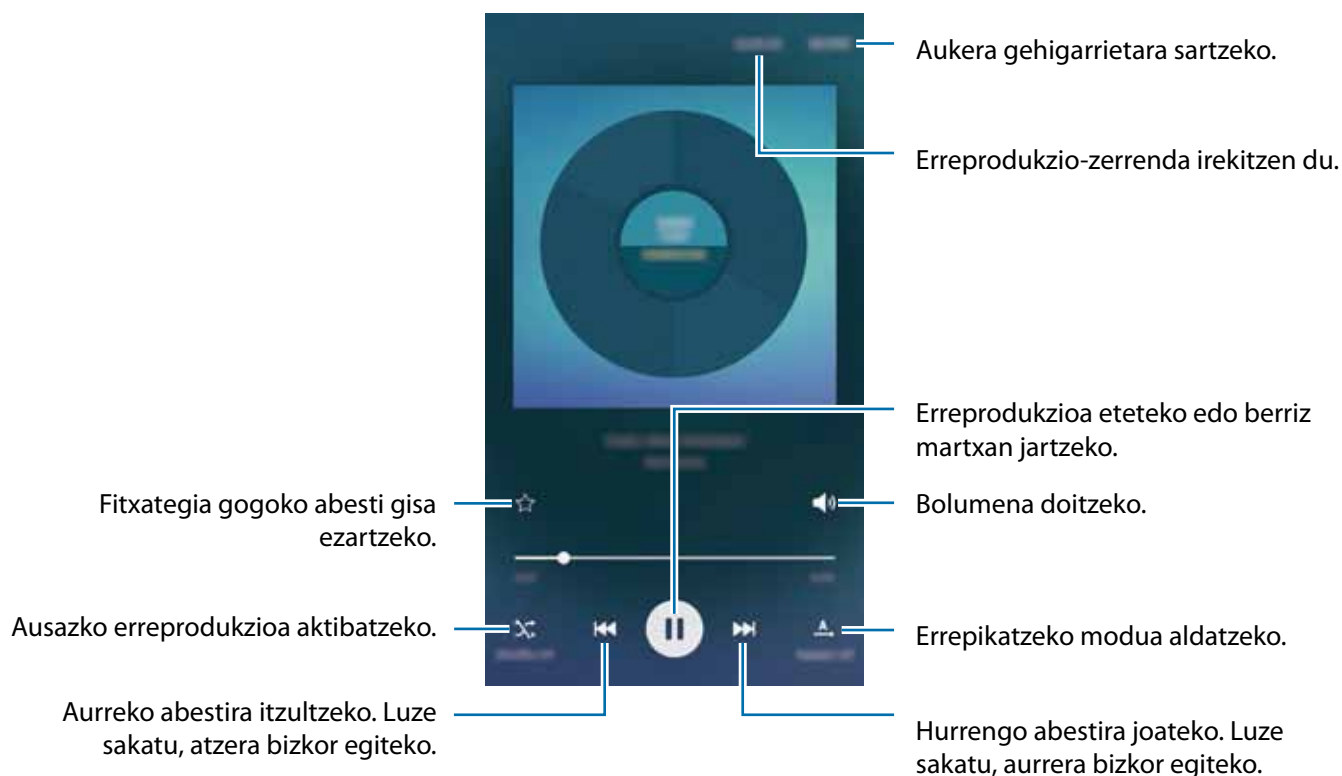 Aukera gehigarrietara sartzeko.
Erreprodukzio-zerrenda irekitzen du.
Erreprodukzioa eteteko edo berriz
martxan jartzeko.
Fitxategia gogoko abesti gisa
ezartzeko.
Bolumena doitzeko.
Ausazko erreprodukzioa aktibatzeko.
Errepikatzeko modua aldatzeko.
Aurreko abestira itzultzeko. Luze
sakatu, atzera bizkor egiteko.
Hurrengo abestira joateko. Luze
sakatu, aurrera bizkor egiteko.